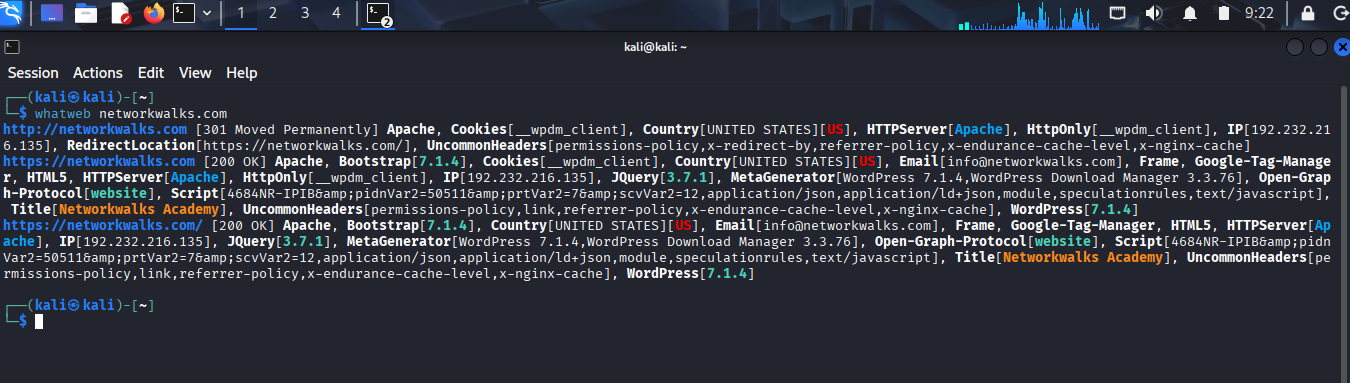 1 2 3 4 2 9:22
kali@kali: ~
Session Actions Edit View Help
┌──(kali㉿kali)-[~]
└─$ whatweb networkwalks.com
http://networkwalks.com [301 Moved Permanently] Apache, Cookies[__wpdm_client], Country[UNITED STATES][US], HTTPServer[Apache], HttpOnly[__wpdm_client], IP[192.232.21
6.135], RedirectLocation[https://networkwalks.com/], UncommonHeaders[permissions-policy,x-redirect-by,referrer-policy,x-endurance-cache-level,x-nginx-cache]
https://networkwalks.com [200 OK] Apache, Bootstrap[7.1.4], Cookies[__wpdm_client], Country[UNITED STATES][US], Email[info@networkwalks.com], Frame, Google-Tag-Manage
r, HTML5, HTTPServer[Apache], HttpOnly[__wpdm_client], IP[192.232.216.135], JQuery[3.7.1], MetaGenerator[WordPress 7.1.4,WordPress Download Manager 3.3.76], Open-Grap
h-Protocol[website], Script[4684NR-IPIB&amp;pidnVar2=50511&amp;prtVar2=7&amp;scvVar2=12,application/json,application/ld+json,module,speculationrules,text/javascript],
Title[Networkwalks Academy], UncommonHeaders[permissions-policy,link,referrer-policy,x-endurance-cache-level,x-nginx-cache], WordPress[7.1.4]
https://networkwalks.com/ [200 OK] Apache, Bootstrap[7.1.4], Country[UNITED STATES][US], Email[info@networkwalks.com], Frame, Google-Tag-Manager, HTML5, HTTPServer[Ap
ache], IP[192.232.216.135], JQuery[3.7.1], MetaGenerator[WordPress 7.1.4,WordPress Download Manager 3.3.76], Open-Graph-Protocol[website], Script[4684NR-IPIB&amp;pidn
Var2=50511&amp;prtVar2=7&amp;scvVar2=12,application/json,application/ld+json,module,speculationrules,text/javascript], Title[Networkwalks Academy], UncommonHeaders[pe
rmissions-policy,link,referrer-policy,x-endurance-cache-level,x-nginx-cache], WordPress[7.1.4]
┌──(kali㉿kali)-[~]
└─$